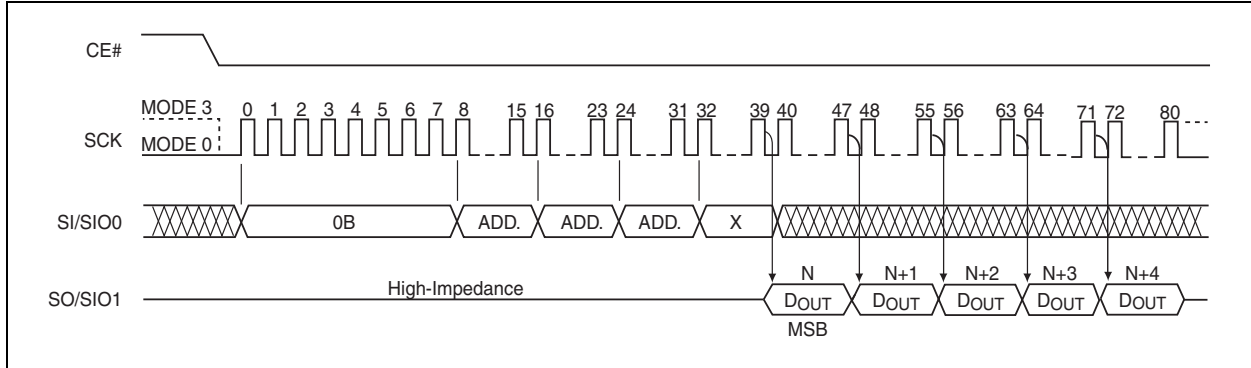 CE#
MODE 3
0 1 2 3 4 5 6 7 8 15 16 23 24 31 32 39 40 47 48 55 56 63 64 71 72 80
SCK
MODE 0
SI/SIO0
0B
ADD.
ADD.
ADD.
X
N
N+1
N+2
N+3
N+4
SO/SIO1
High-Impedance
DOUT
DOUT
DOUT
DOUT
DOUT
MSB